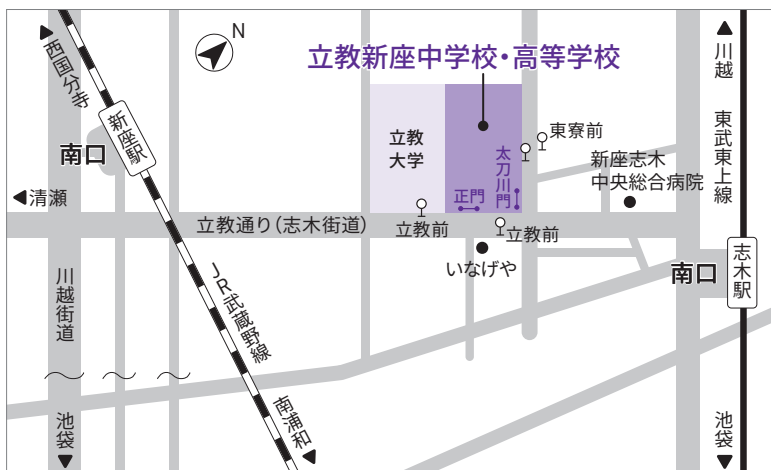 N
立教新座中学校・高等学校
西国分寺
新座駅
南口
清瀬
立教
大学
東寮前
太刀川門
正門
新座志木
中央総合病院
川越
東武東上線
立教通り（志木街道）
立教前
立教前
いなげや
南口
志木駅
川越街道
JR武蔵野線
南浦和
池袋
池袋